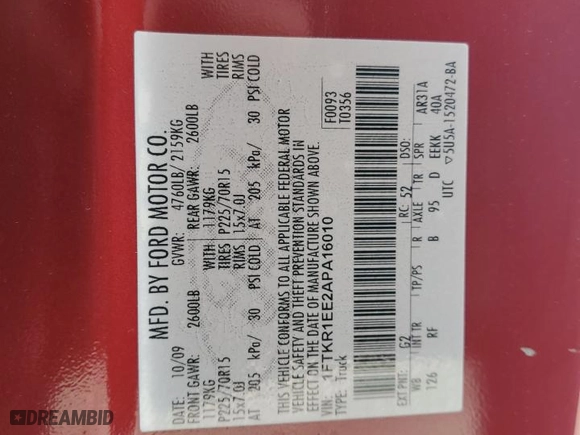 MFD. BY FORD MOTOR CO.
DATE: 10/09 GVWR: 4760LB/ 2159KG
FRONT GAWR: 2600LB REAR GAWR: 2600LB
1179KG WITH 1179KG WITH
P225/70R15 TIRES P225/70R15 TIRES
15x7.0J RIMS 15x7.0J RIMS
AT 205 kPa/ 30 PSI COLD AT 205 kPa/ 30 PSI COLD
THIS VEHICLE CONFORMS TO ALL APPLICABLE FEDERAL MOTOR
VEHICLE SAFETY AND THEFT PREVENTION STANDARDS IN
EFFECT ON THE DATE OF MANUFACTURE SHOWN ABOVE.
VIN: 1FTKR1EE2APA16010
TYPE: Truck
F0093
T0356
EXT PNT: G2 RC: 52 DSO:
WB INT TR TP/PS R AXLE TR SPR AR31A
126 RF B 95 D EEKK 40A
UTC ▽5U5A-1520472-BA
DREAMBID